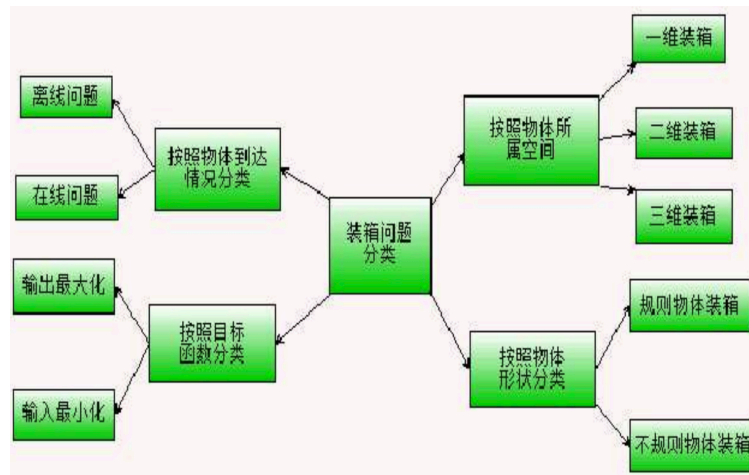 一维装箱
离线问题
按照物体所
属空间
二维装箱
按照物体到达
情况分类
在线问题
三维装箱
装箱问题
分类
输出最大化
规则物体装箱
按照目标
函数分类
按照物体
形状分类
输入最小化
不规则物体装箱